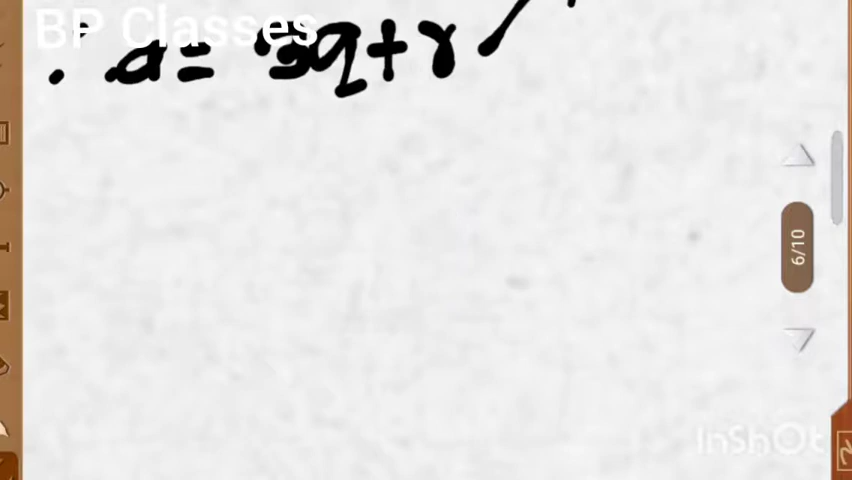 BP Classes
. a = 3q + r
6/10
InShOt